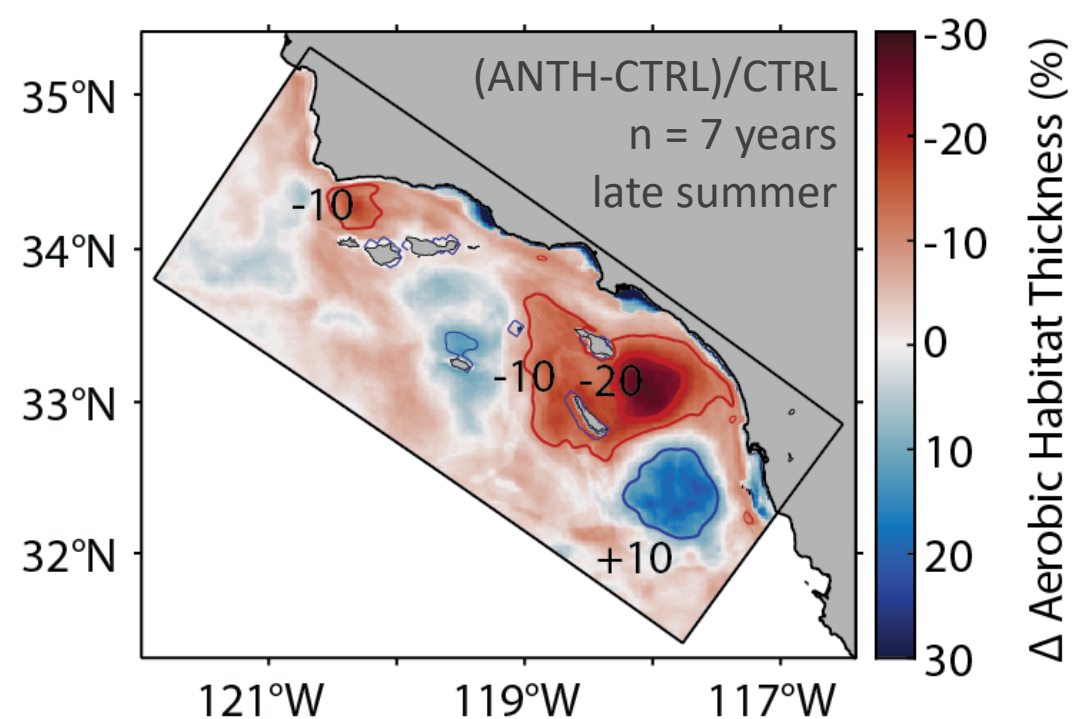 (ANTH-CTRL)/CTRL
n = 7 years
late summer
35°N
34°N
33°N
32°N
121°W
119°W
117°W
-10
-10
-20
+10
-30
-20
-10
0
10
20
30
Δ Aerobic Habitat Thickness (%)